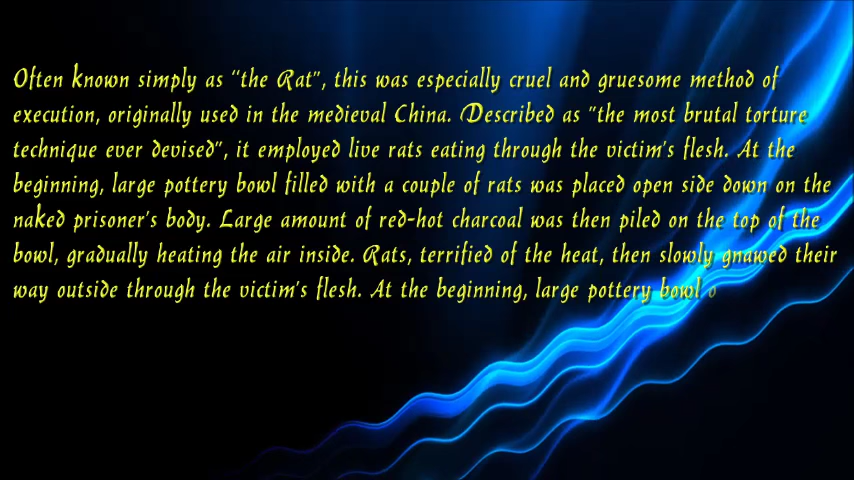 Often known simply as "the Rat", this was especially cruel and gruesome method of
execution, originally used in the medieval China. Described as "the most brutal torture
technique ever devised", it employed live rats eating through the victim's flesh. At the
beginning, large pottery bowl filled with a couple of rats was placed open side down on the
naked prisoner's body. Large amount of red-hot charcoal was then piled on the top of the
bowl, gradually heating the air inside. Rats, terrified of the heat, then slowly gnawed their
way outside through the victim's flesh. At the beginning, large pottery bowl o